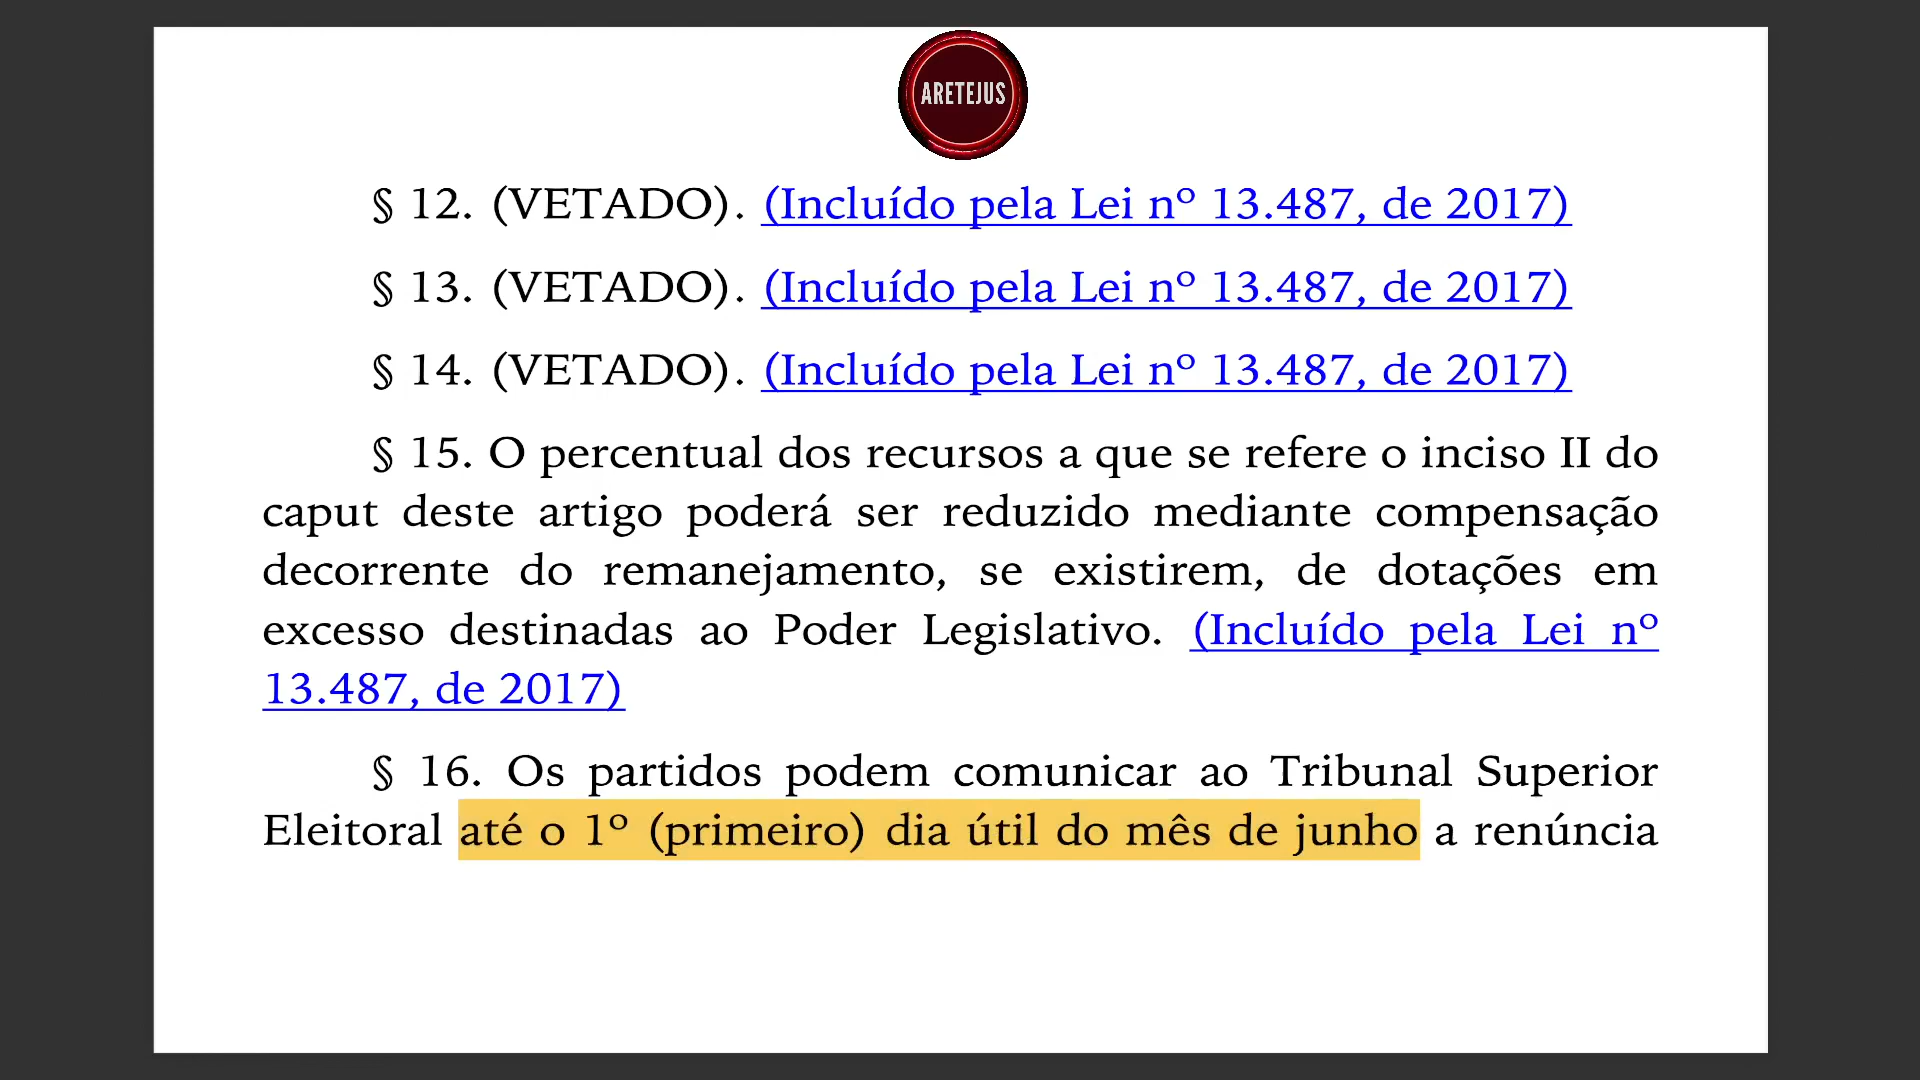 ARETEJUS
§ 12. (VETADO). (Incluído pela Lei nº 13.487, de 2017)
§ 13. (VETADO). (Incluído pela Lei nº 13.487, de 2017)
§ 14. (VETADO). (Incluído pela Lei nº 13.487, de 2017)
§ 15. O percentual dos recursos a que se refere o inciso II do
caput deste artigo poderá ser reduzido mediante compensação
decorrente do remanejamento, se existirem, de dotações em
excesso destinadas ao Poder Legislativo. (Incluído pela Lei nº
13.487, de 2017)
§ 16. Os partidos podem comunicar ao Tribunal Superior
Eleitoral até o 1º (primeiro) dia útil do mês de junho a renúncia